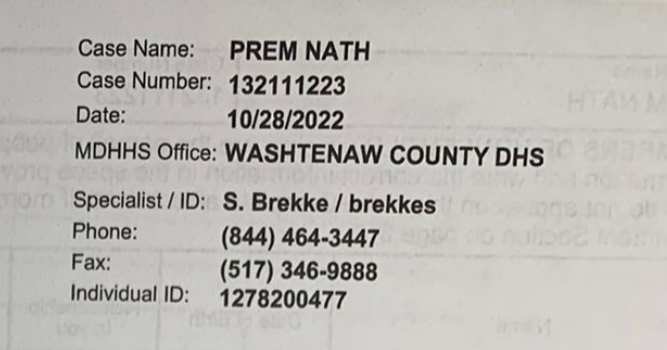 Case Name: PREM NATH
Case Number: 132111223
Date: 10/28/2022
MDHHS Office: WASHTENAW COUNTY DHS
Specialist / ID: S. Brekke / brekkes
Phone: (844) 464-3447
Fax: (517) 346-9888
Individual ID: 1278200477